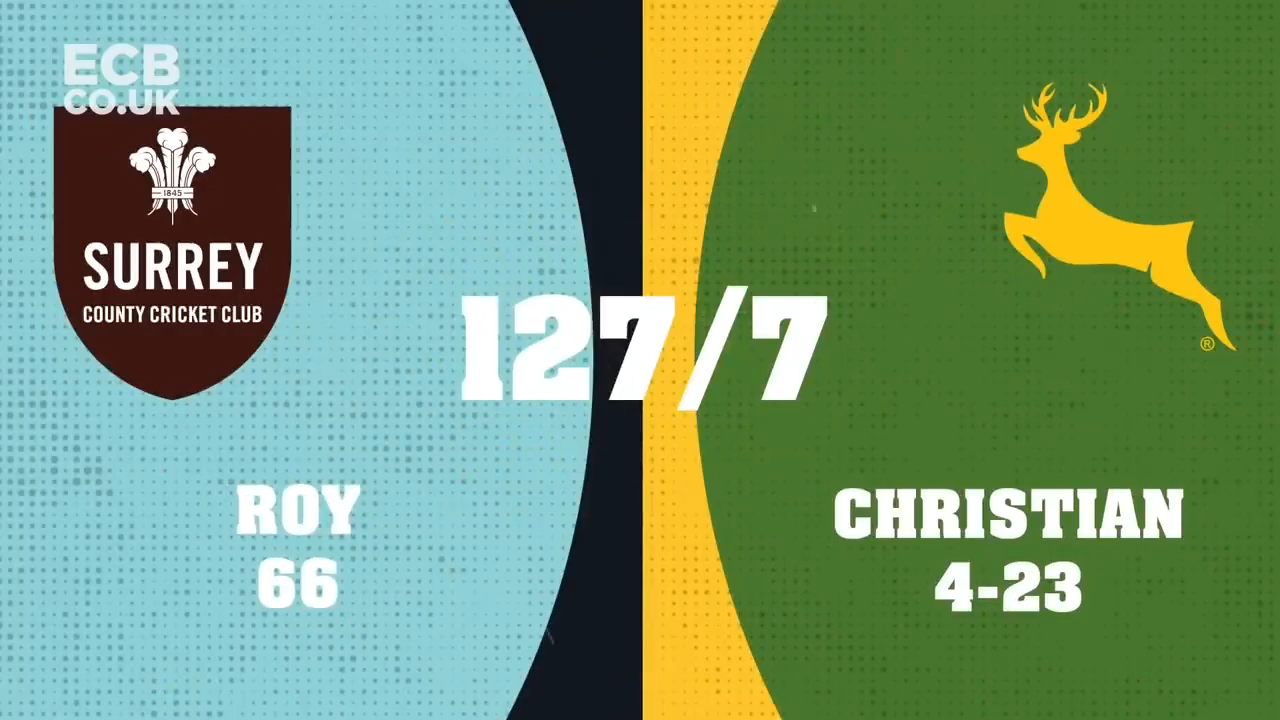 ECB
CO.UK
1845
SURREY
COUNTY CRICKET CLUB
127/7
®
ROY
66
CHRISTIAN
4-23